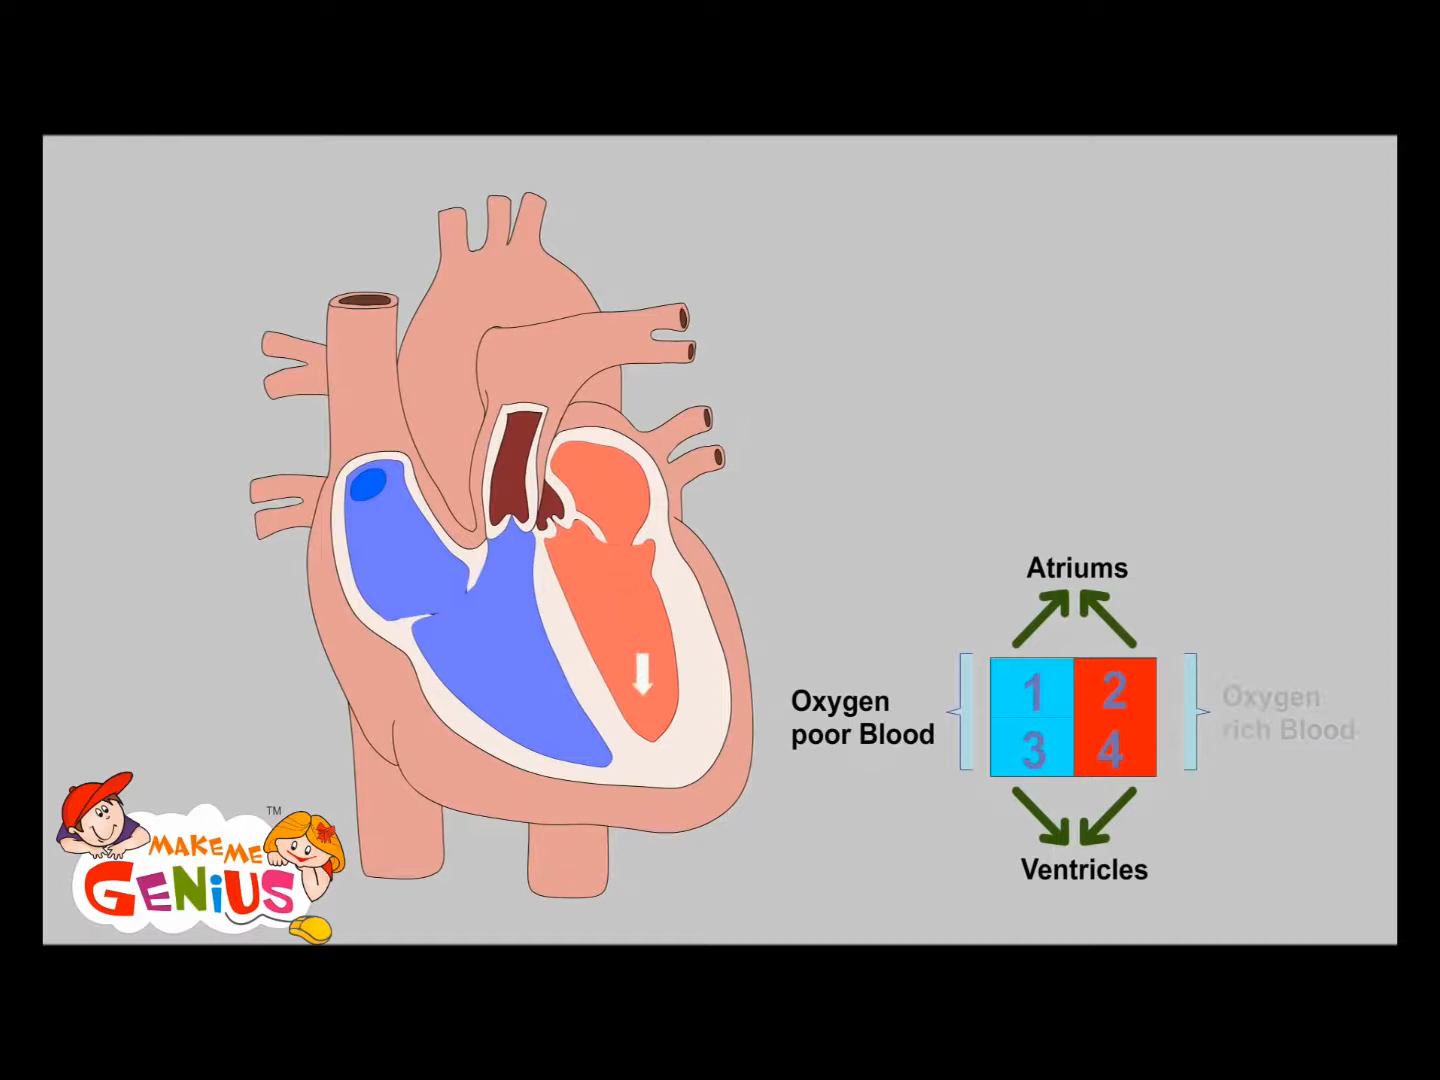 Atriums
1 2
Oxygen
poor Blood
Oxygen
rich Blood
3 4
Ventricles
TM
MAKE ME
GENiUS